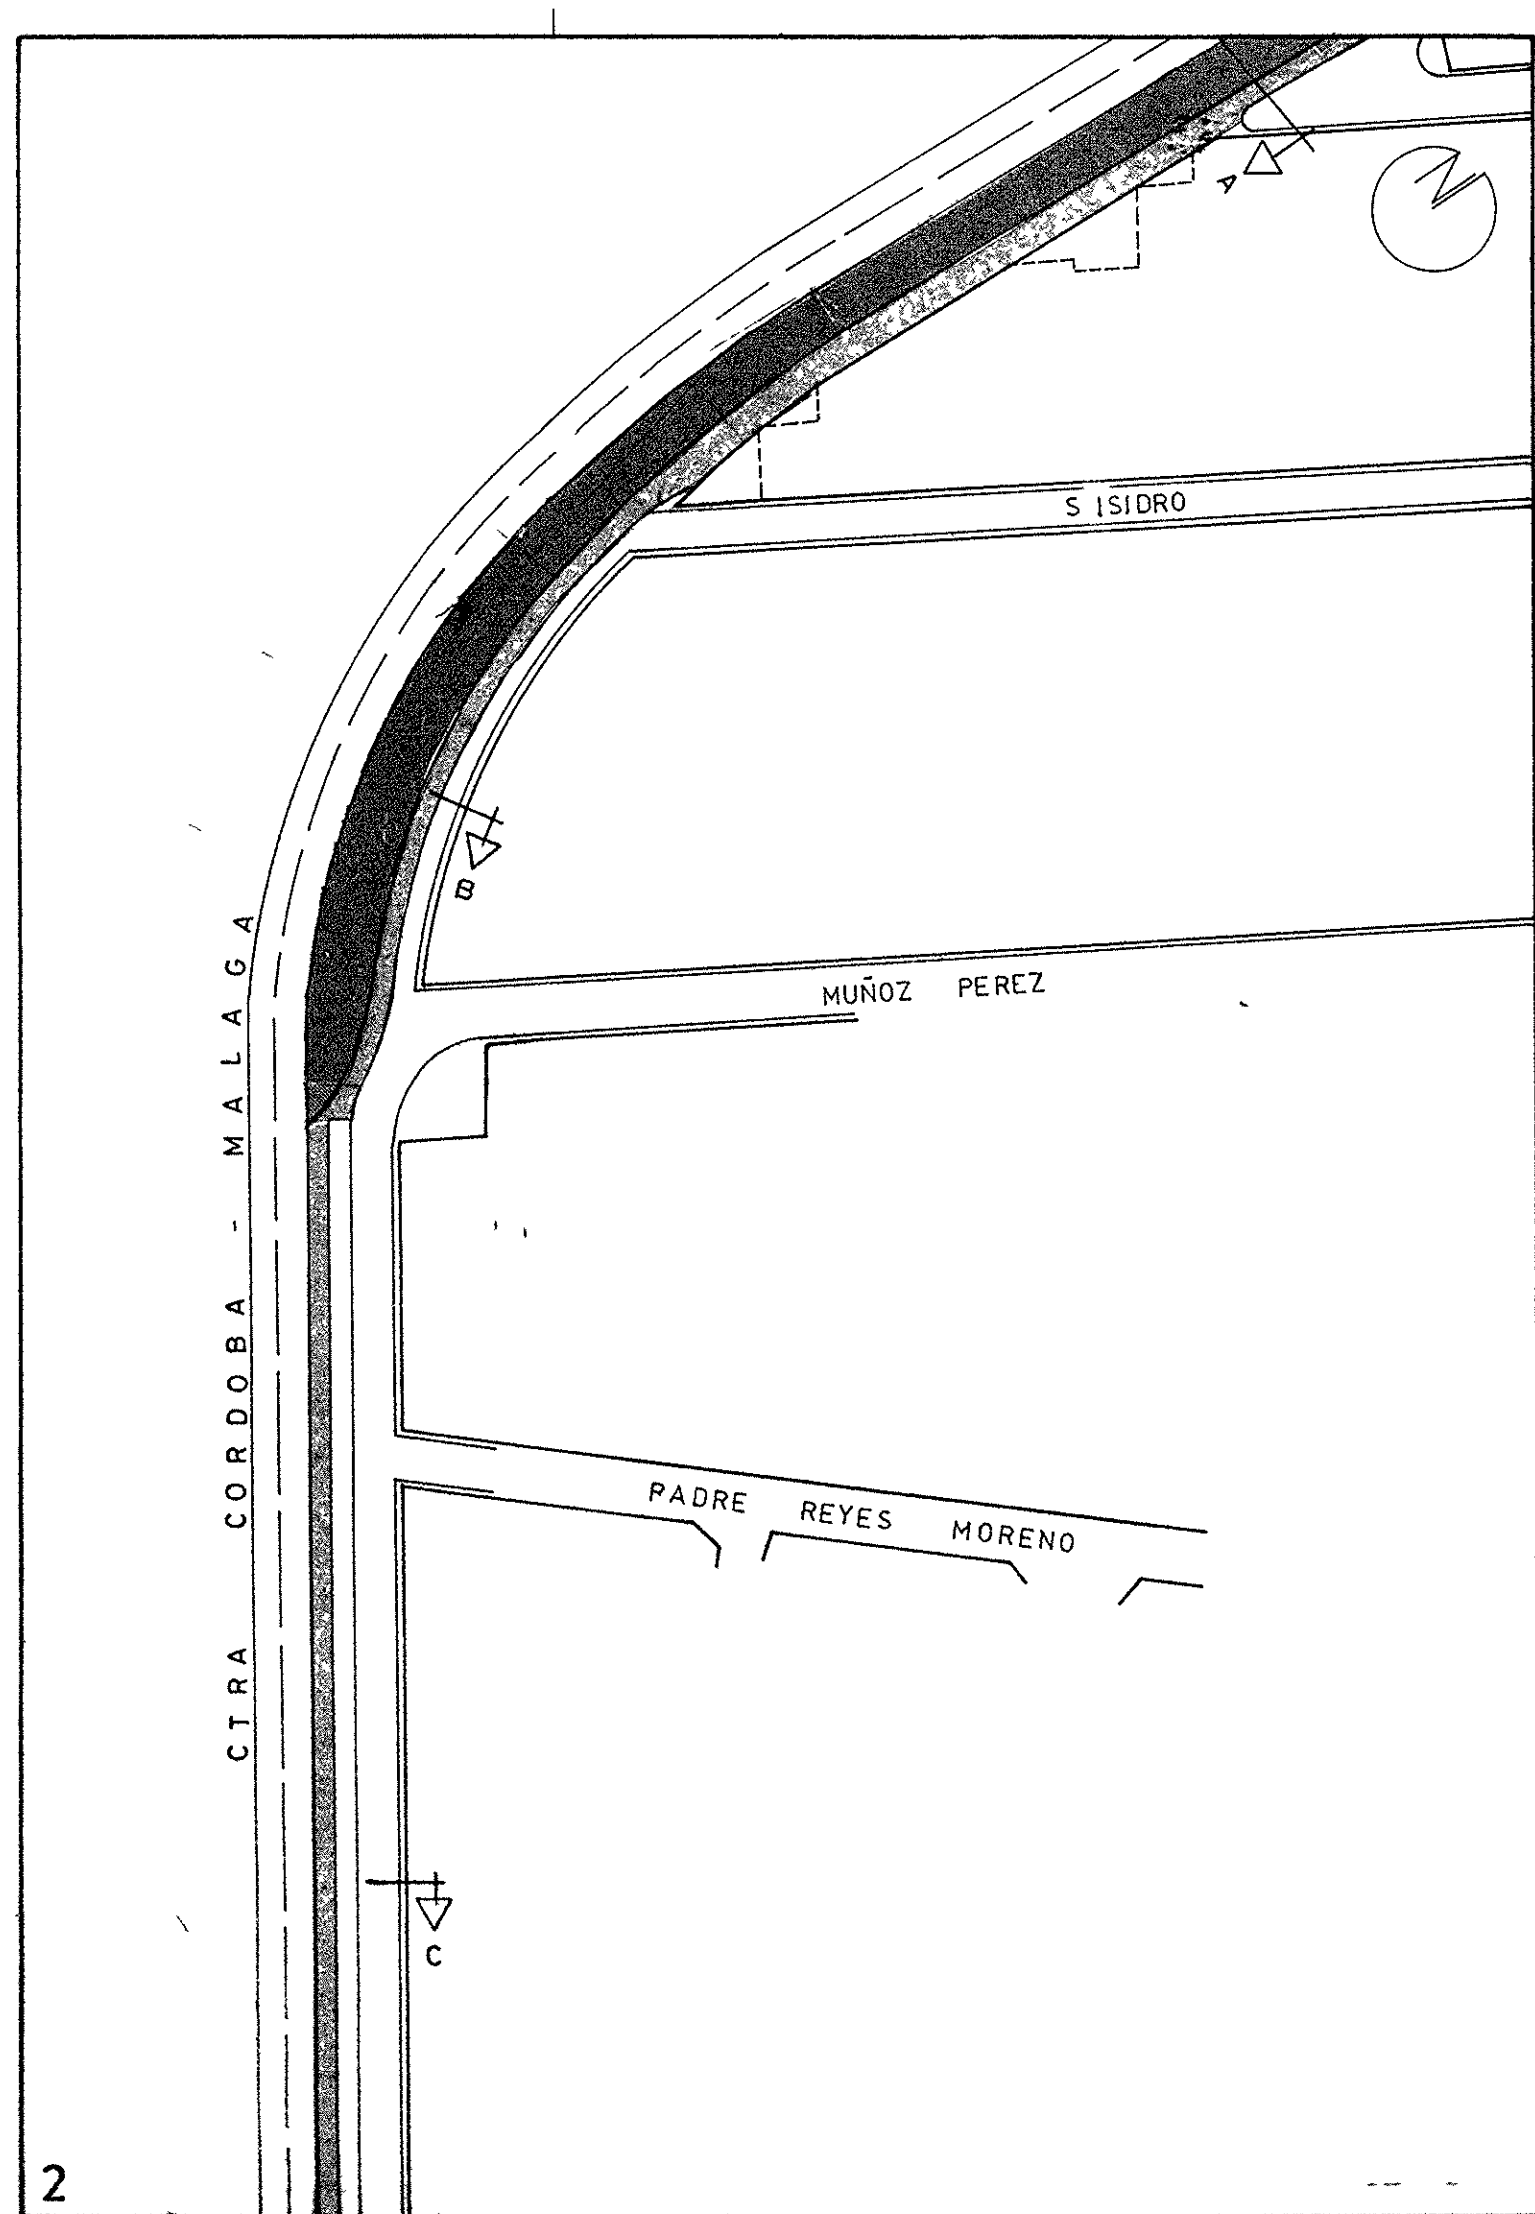 A
N
S ISIDRO
B
MUÑOZ PEREZ
CTRA CORDOBA - MALAGA
PADRE REYES MORENO
C
2